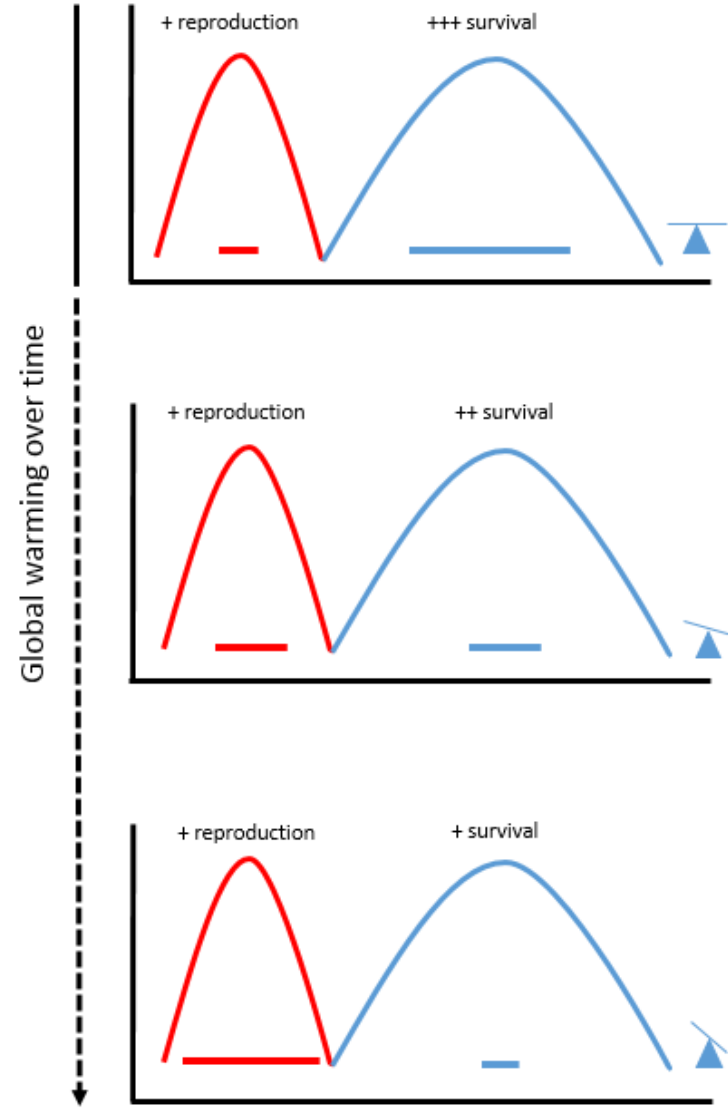 + reproduction
+++ survival
Global warming over time
+ reproduction
++ survival
+ reproduction
+ survival